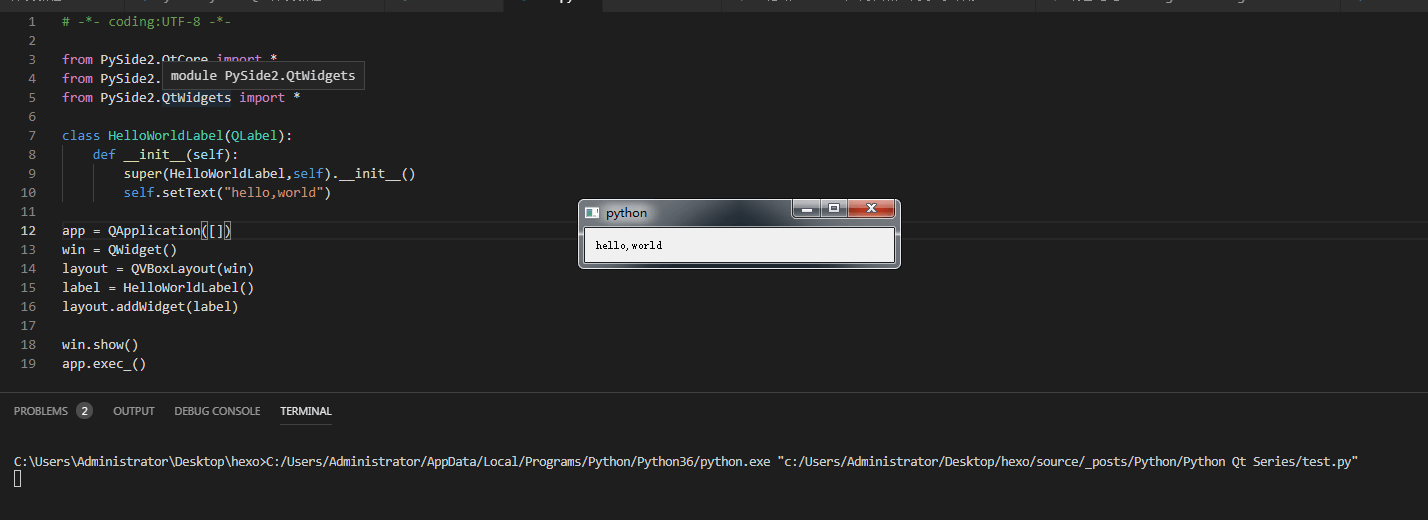 1 # -*- coding:UTF-8 -*-
2
3 from PySide2.QtCore import *
4 from PySide2.
module PySide2.QtWidgets
5 from PySide2.QtWidgets import *
6
7 class HelloWorldLabel(QLabel):
8 def __init__(self):
9 super(HelloWorldLabel,self).__init__()
10 self.setText("hello,world")
11
12 app = QApplication([])
13 win = QWidget()
14 layout = QVBoxLayout(win)
15 label = HelloWorldLabel()
16 layout.addWidget(label)
17
18 win.show()
19 app.exec_()
python
hello,world
PROBLEMS 2 OUTPUT DEBUG CONSOLE TERMINAL
C:\Users\Administrator\Desktop\hexo>C:/Users/Administrator/AppData/Local/Programs/Python/Python36/python.exe "c:/Users/Administrator/Desktop/hexo/source/_posts/Python/Python Qt Series/test.py"